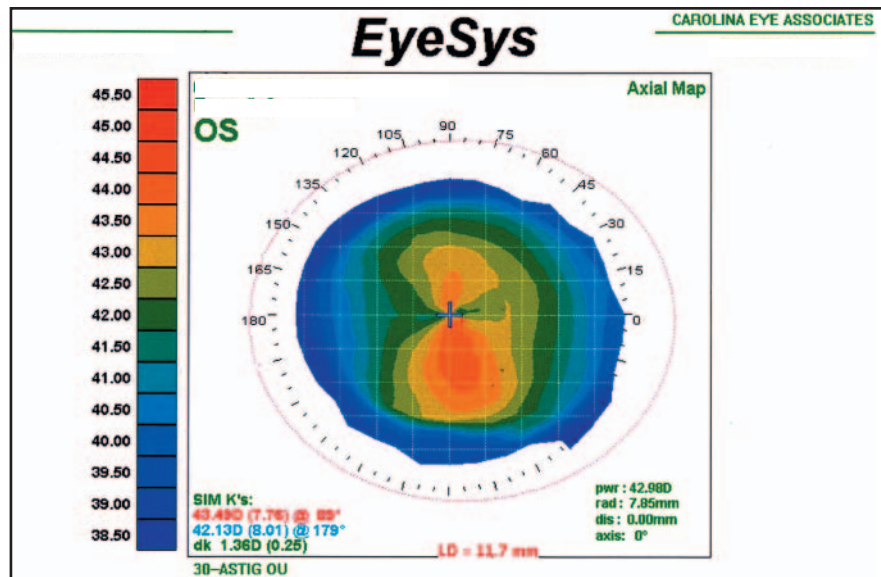 CAROLINA EYE ASSOCIATES
EyeSys
Axial Map
OS
45.50
45.00
44.50
44.00
43.50
43.00
42.50
42.00
41.50
41.00
40.50
40.00
39.50
39.00
38.50
90
105
75
120
60
135
45
150
30
165
15
180
0
SIM K's:
43.49D (7.76) @ 89°
42.13D (8.01) @ 179°
dk 1.36D (0.25)
pwr : 42.98D
rad : 7.85mm
dis : 0.00mm
axis: 0°
LD = 11.7 mm
30–ASTIG OU